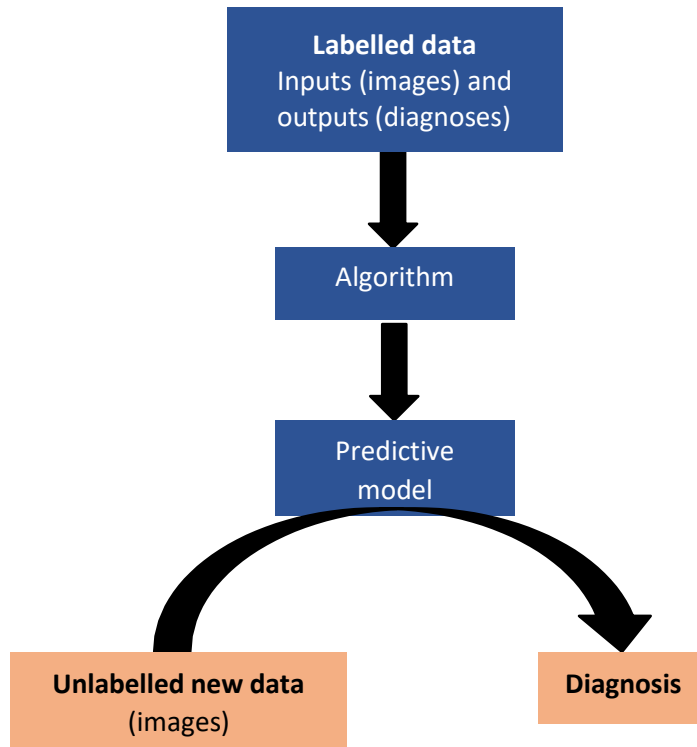 Labelled data
Inputs (images) and
outputs (diagnoses)
Algorithm
Predictive
model
Unlabelled new data
(images)
Diagnosis